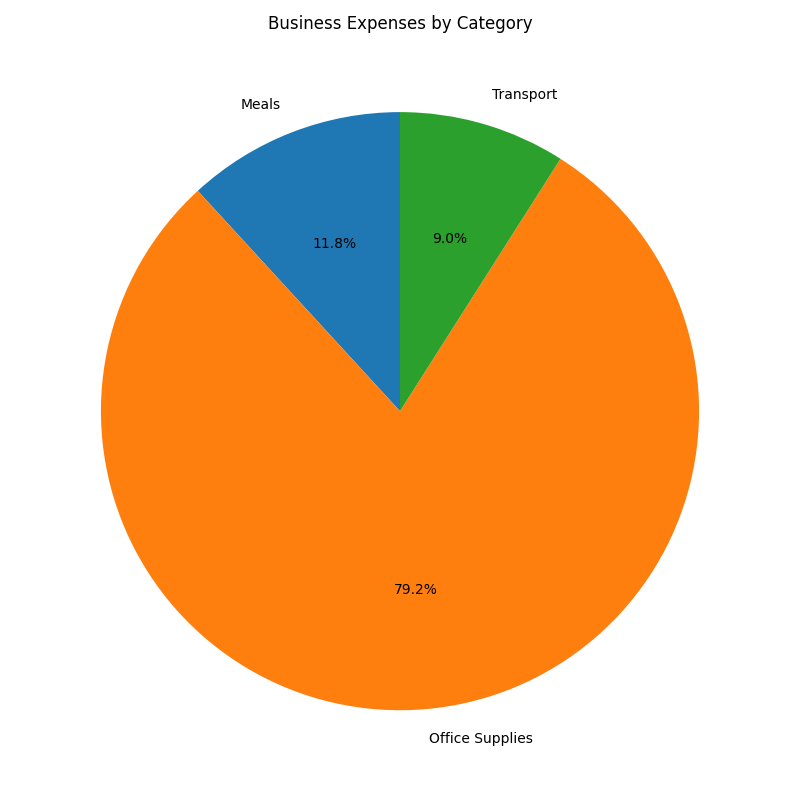 Business Expenses by Category
Transport
Meals
9.0%
11.8%
79.2%
Office Supplies